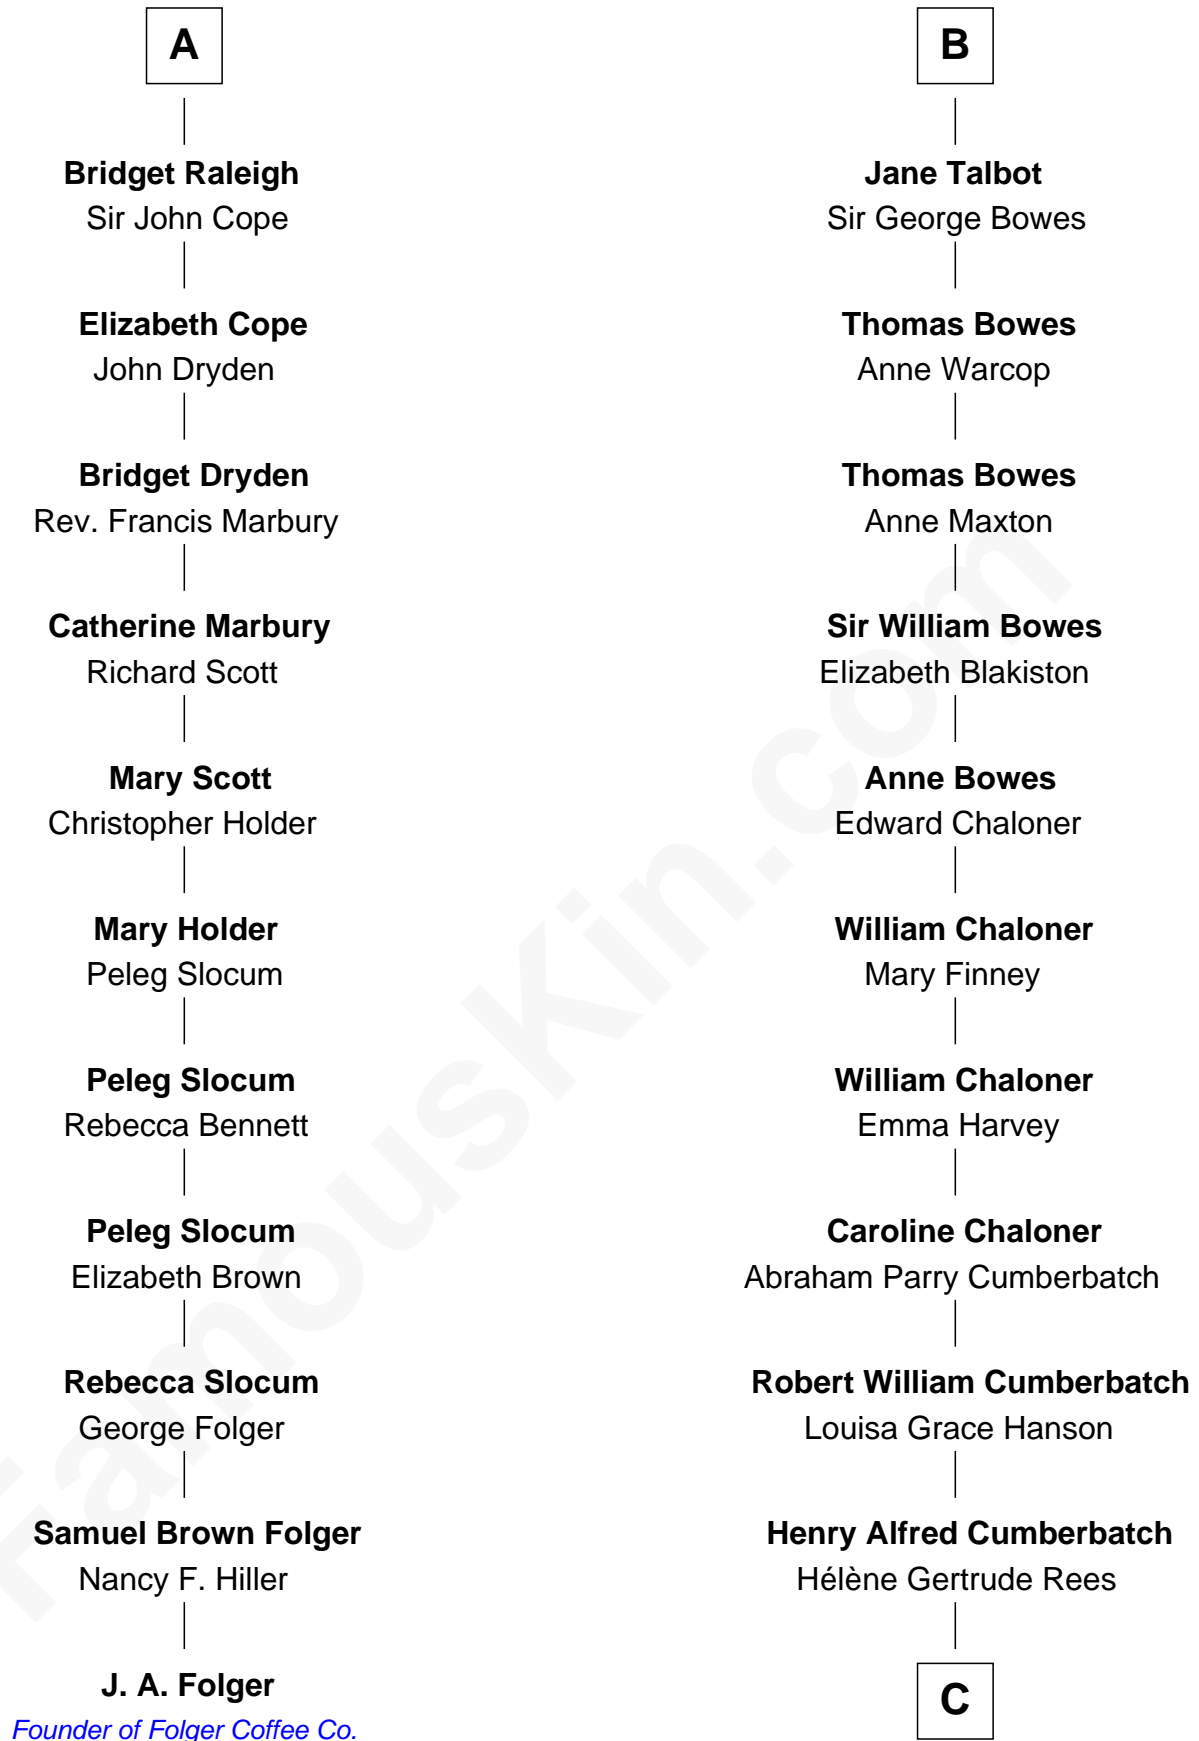 A
Bridget Raleigh
Sir John Cope
Elizabeth Cope
John Dryden
Bridget Dryden
Rev. Francis Marbury
Catherine Marbury
Richard Scott
Mary Scott
Christopher Holder
Mary Holder
Peleg Slocum
Peleg Slocum
Rebecca Bennett
Peleg Slocum
Elizabeth Brown
Rebecca Slocum
George Folger
Samuel Brown Folger
Nancy F. Hiller
J. A. Folger
Founder of Folger Coffee Co.
B
Jane Talbot
Sir George Bowes
Thomas Bowes
Anne Warcop
Thomas Bowes
Anne Maxton
Sir William Bowes
Elizabeth Blakiston
Anne Bowes
Edward Chaloner
William Chaloner
Mary Finney
William Chaloner
Emma Harvey
Caroline Chaloner
Abraham Parry Cumberbatch
Robert William Cumberbatch
Louisa Grace Hanson
Henry Alfred Cumberbatch
Hélène Gertrude Rees
C
FamousKin.com